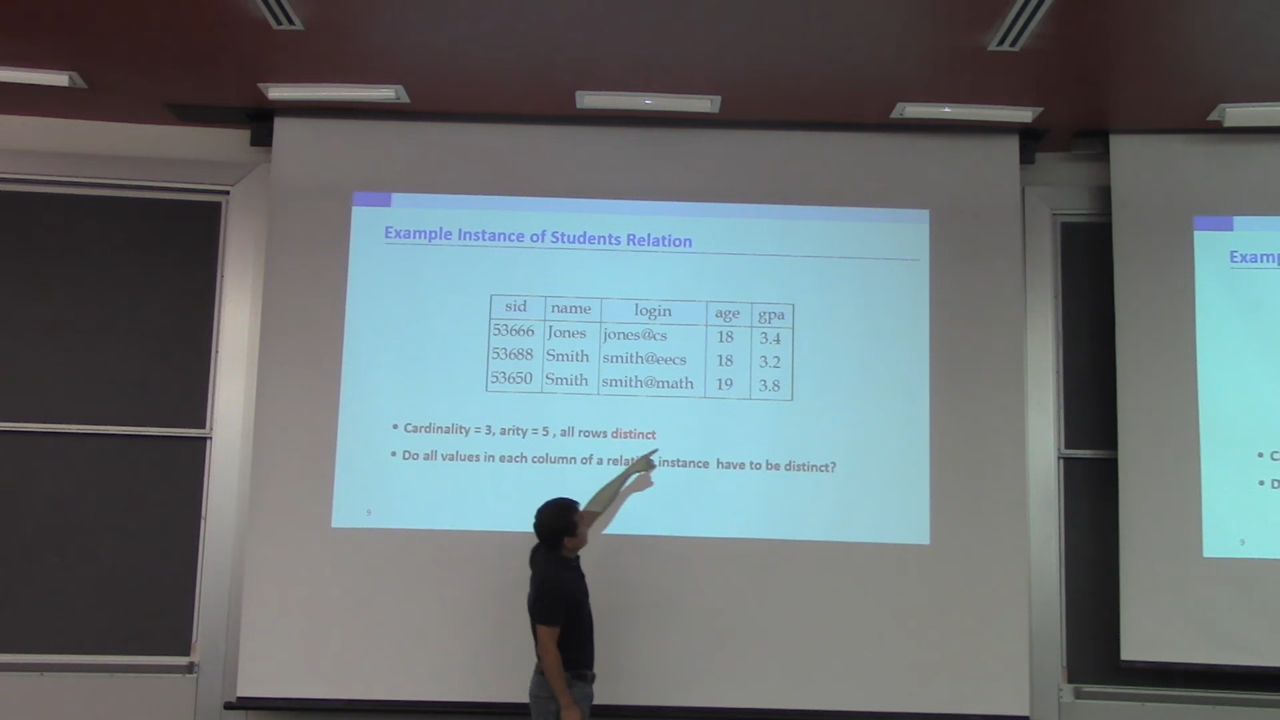 Example Instance of Students Relation
sid name login age gpa
53666 Jones jones@cs 18 3.4
53688 Smith smith@eecs 18 3.2
53650 Smith smith@math 19 3.8
• Cardinality = 3, arity = 5 , all rows distinct
• Do all values in each column of a instance have to be distinct?
9
Examp
• C
• D
9